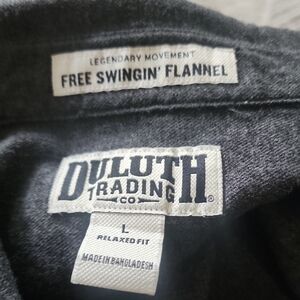 LEGENDARY MOVEMENT
FREE SWINGIN' FLANNEL
DULUTH
TRADING
CO
®
L
RELAXED FIT
MADE IN BANGLADESH